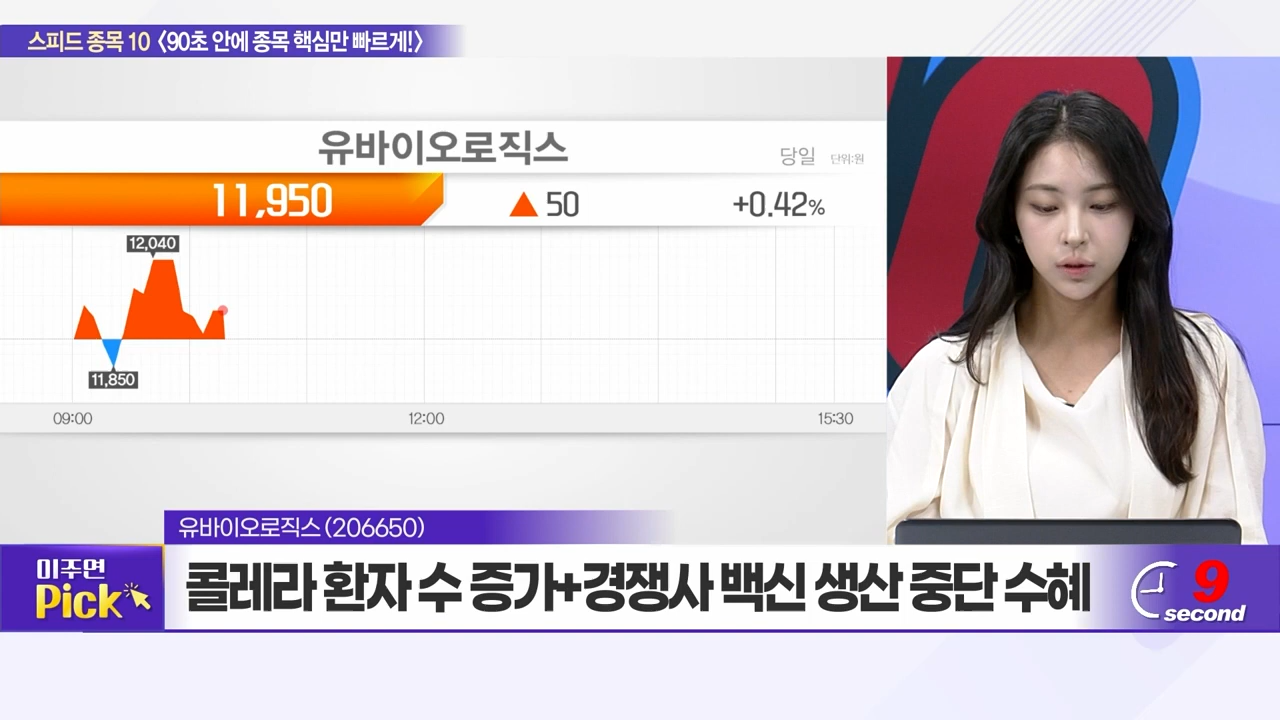 스피드 종목 10 〈90초 안에 종목 핵심만 빠르게!〉
유바이오로직스
당일 단위:원
11,950 ▲ 50 +0.42%
12,040
11,850
09:00 12:00 15:30
유바이오로직스 (206650)
이주면
Pick
콜레라 환자 수 증가+경쟁사 백신 생산 중단 수혜
9
second